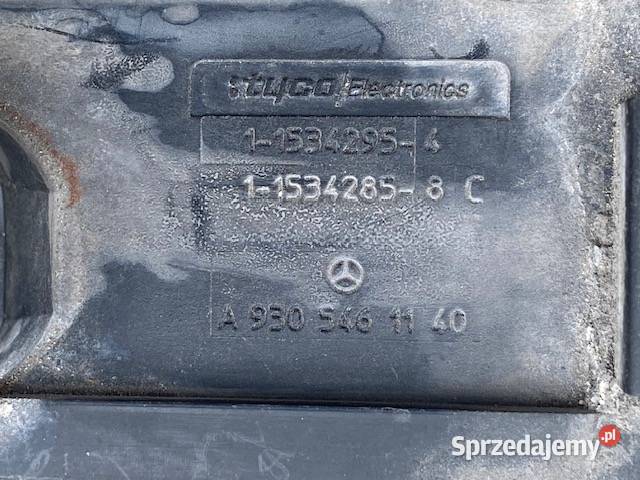 tyco / Electronics
1-1534295-4
1-1534285-8 C
A 930 546 11 40
Sprzedajemy.pl